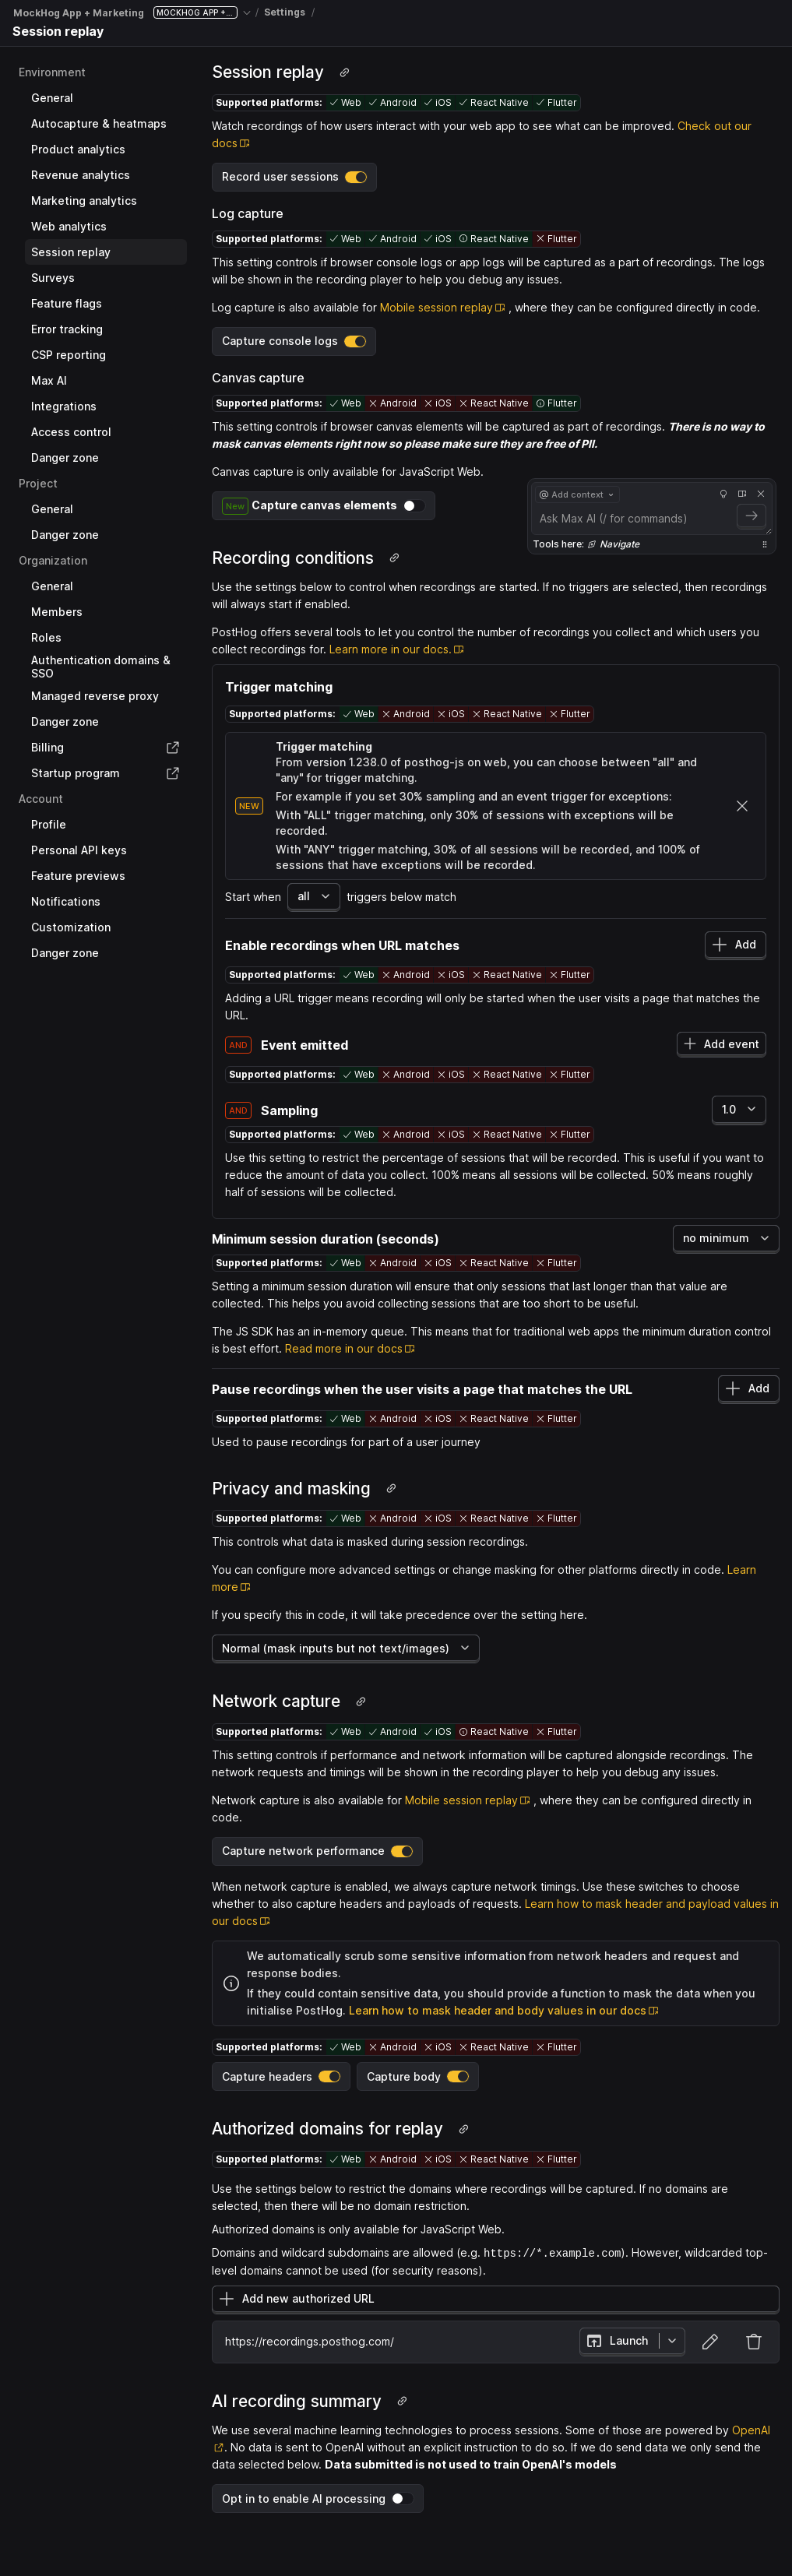 MockHog App + Marketing MOCKHOG APP +... / Settings /
Session replay
Environment
General
Autocapture & heatmaps
Product analytics
Revenue analytics
Marketing analytics
Web analytics
Session replay
Surveys
Feature flags
Error tracking
CSP reporting
Max AI
Integrations
Access control
Danger zone
Project
General
Danger zone
Organization
General
Members
Roles
Authentication domains &
SSO
Managed reverse proxy
Danger zone
Billing
Startup program
Account
Profile
Personal API keys
Feature previews
Notifications
Customization
Danger zone
Session replay
Supported platforms: Web Android iOS React Native Flutter
Watch recordings of how users interact with your web app to see what can be improved. Check out our
docs
Record user sessions
Log capture
Supported platforms: Web Android iOS React Native Flutter
This setting controls if browser console logs or app logs will be captured as a part of recordings. The logs
will be shown in the recording player to help you debug any issues.
Log capture is also available for Mobile session replay , where they can be configured directly in code.
Capture console logs
Canvas capture
Supported platforms: Web Android iOS React Native Flutter
This setting controls if browser canvas elements will be captured as part of recordings. There is no way to
mask canvas elements right now so please make sure they are free of PII.
Canvas capture is only available for JavaScript Web.
New Capture canvas elements
@ Add context
Ask Max AI (/ for commands)
Tools here: Navigate
Recording conditions
Use the settings below to control when recordings are started. If no triggers are selected, then recordings
will always start if enabled.
PostHog offers several tools to let you control the number of recordings you collect and which users you
collect recordings for. Learn more in our docs.
Trigger matching
Supported platforms: Web Android iOS React Native Flutter
NEW
Trigger matching
From version 1.238.0 of posthog-js on web, you can choose between "all" and
"any" for trigger matching.
For example if you set 30% sampling and an event trigger for exceptions:
With "ALL" trigger matching, only 30% of sessions with exceptions will be
recorded.
With "ANY" trigger matching, 30% of all sessions will be recorded, and 100% of
sessions that have exceptions will be recorded.
Start when all triggers below match
Enable recordings when URL matches Add
Supported platforms: Web Android iOS React Native Flutter
Adding a URL trigger means recording will only be started when the user visits a page that matches the
URL.
AND Event emitted Add event
Supported platforms: Web Android iOS React Native Flutter
AND Sampling 1.0
Supported platforms: Web Android iOS React Native Flutter
Use this setting to restrict the percentage of sessions that will be recorded. This is useful if you want to
reduce the amount of data you collect. 100% means all sessions will be collected. 50% means roughly
half of sessions will be collected.
Minimum session duration (seconds) no minimum
Supported platforms: Web Android iOS React Native Flutter
Setting a minimum session duration will ensure that only sessions that last longer than that value are
collected. This helps you avoid collecting sessions that are too short to be useful.
The JS SDK has an in-memory queue. This means that for traditional web apps the minimum duration control
is best effort. Read more in our docs
Pause recordings when the user visits a page that matches the URL Add
Supported platforms: Web Android iOS React Native Flutter
Used to pause recordings for part of a user journey
Privacy and masking
Supported platforms: Web Android iOS React Native Flutter
This controls what data is masked during session recordings.
You can configure more advanced settings or change masking for other platforms directly in code. Learn
more
If you specify this in code, it will take precedence over the setting here.
Normal (mask inputs but not text/images)
Network capture
Supported platforms: Web Android iOS React Native Flutter
This setting controls if performance and network information will be captured alongside recordings. The
network requests and timings will be shown in the recording player to help you debug any issues.
Network capture is also available for Mobile session replay , where they can be configured directly in
code.
Capture network performance
When network capture is enabled, we always capture network timings. Use these switches to choose
whether to also capture headers and payloads of requests. Learn how to mask header and payload values in
our docs
We automatically scrub some sensitive information from network headers and request and
response bodies.
If they could contain sensitive data, you should provide a function to mask the data when you
initialise PostHog. Learn how to mask header and body values in our docs
Supported platforms: Web Android iOS React Native Flutter
Capture headers Capture body
Authorized domains for replay
Supported platforms: Web Android iOS React Native Flutter
Use the settings below to restrict the domains where recordings will be captured. If no domains are
selected, then there will be no domain restriction.
Authorized domains is only available for JavaScript Web.
Domains and wildcard subdomains are allowed (e.g. https://*.example.com). However, wildcarded top-
level domains cannot be used (for security reasons).
Add new authorized URL
https://recordings.posthog.com/ Launch
AI recording summary
We use several machine learning technologies to process sessions. Some of those are powered by OpenAI
. No data is sent to OpenAI without an explicit instruction to do so. If we do send data we only send the
data selected below. Data submitted is not used to train OpenAI's models
Opt in to enable AI processing